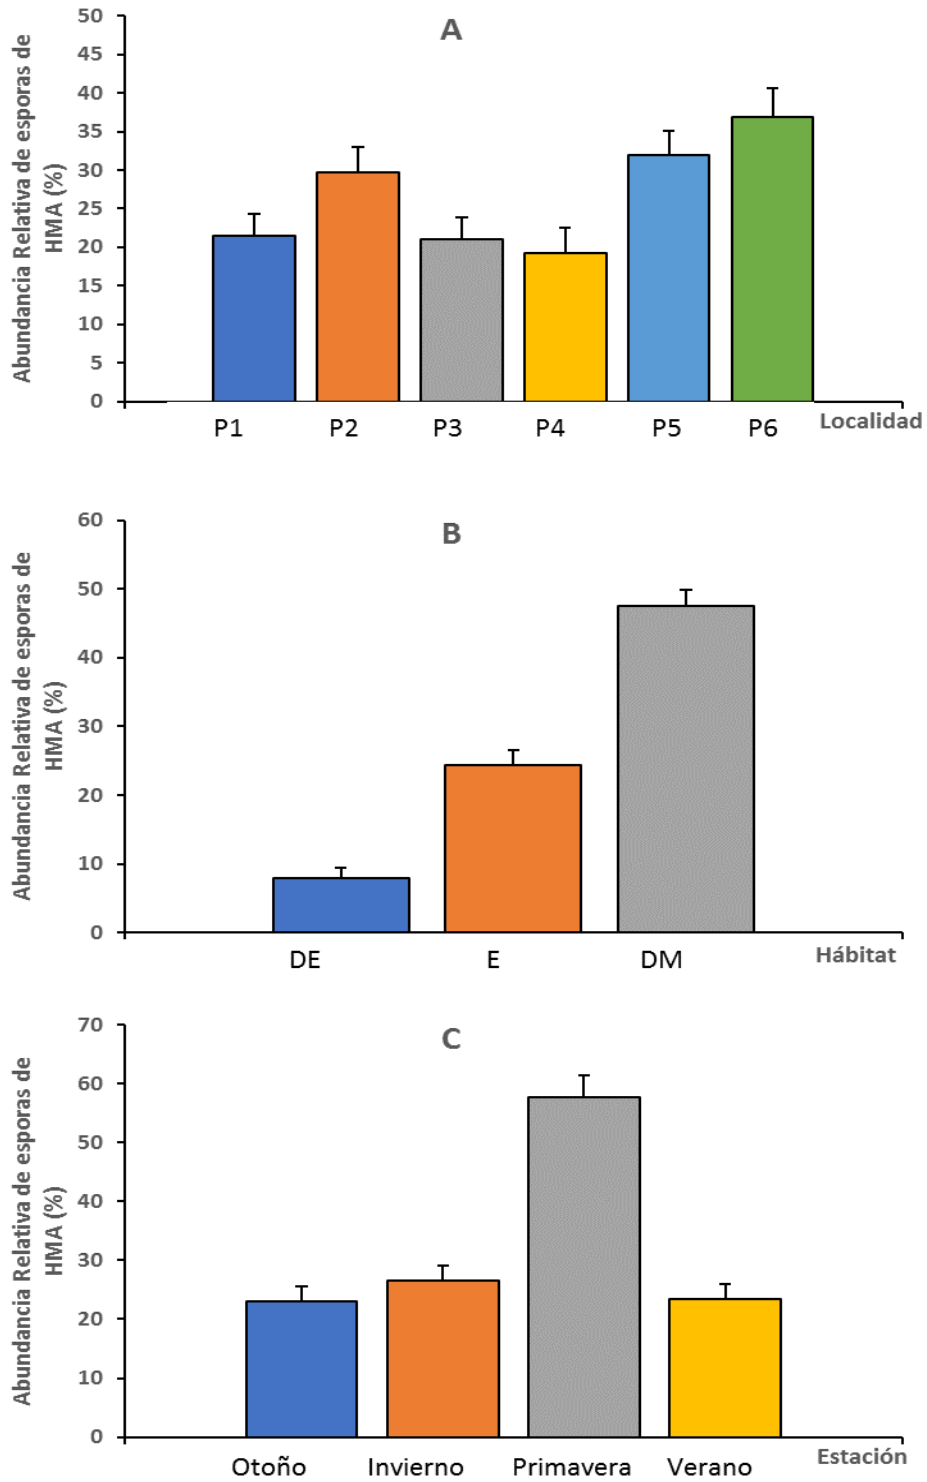 A
Abundancia Relativa de esporas de
HMA (%)
50
45
40
35
30
25
20
15
10
5
0
P1 P2 P3 P4 P5 P6 Localidad
B
Abundancia Relativa de esporas de
HMA (%)
60
50
40
30
20
10
0
DE E DM Hábitat
C
Abundancia Relativa de esporas de
HMA (%)
70
60
50
40
30
20
10
0
Otoño Invierno Primavera Verano Estación